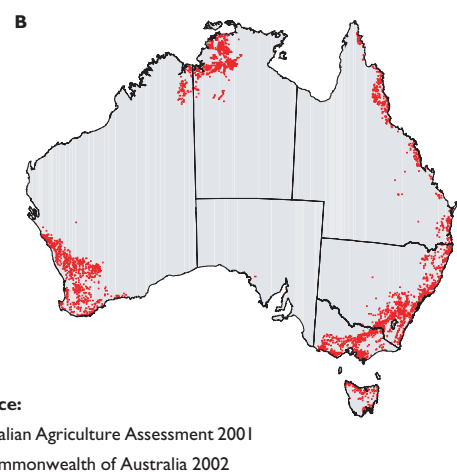 B
ce:
alian Agriculture Assessment 2001
mmonwealth of Australia 2002